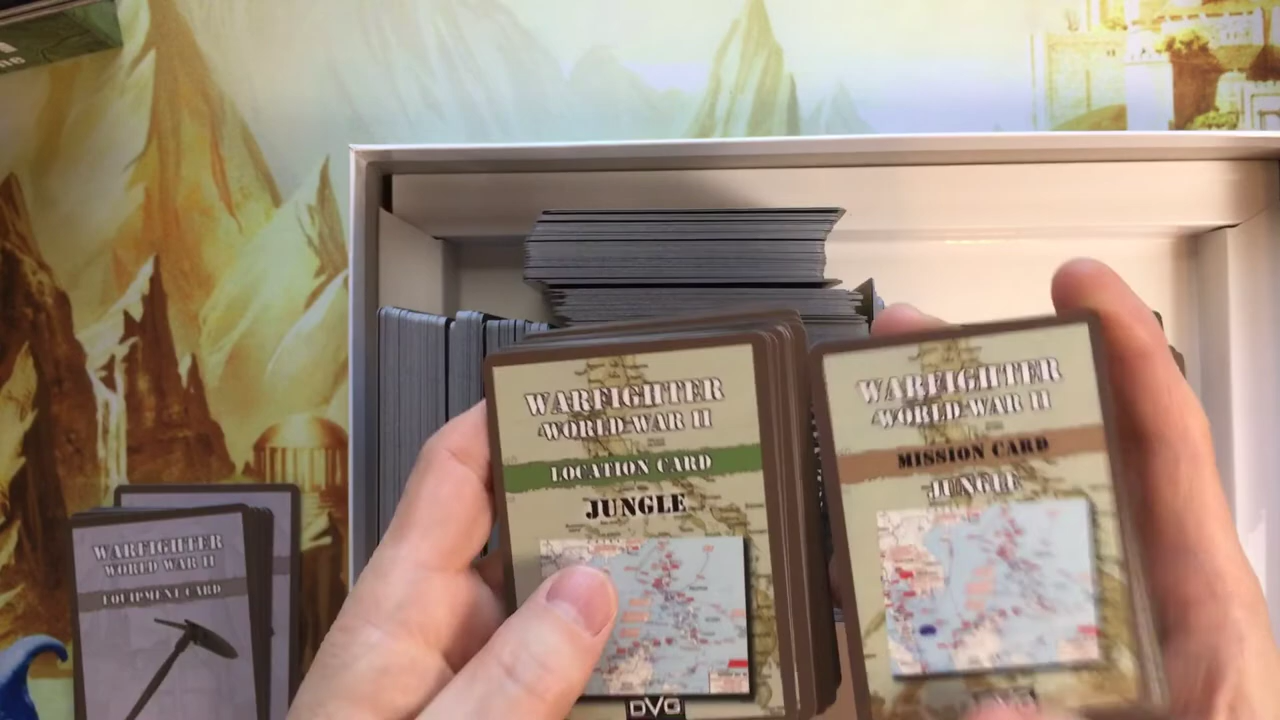 WARFIGHTER
WORLD WAR II
LOCATION CARD
JUNGLE
DVG
WARFIGHTER
WORLD WAR II
MISSION CARD
JUNGLE
WARFIGHTER
WORLD WAR II
EQUIPMENT CARD